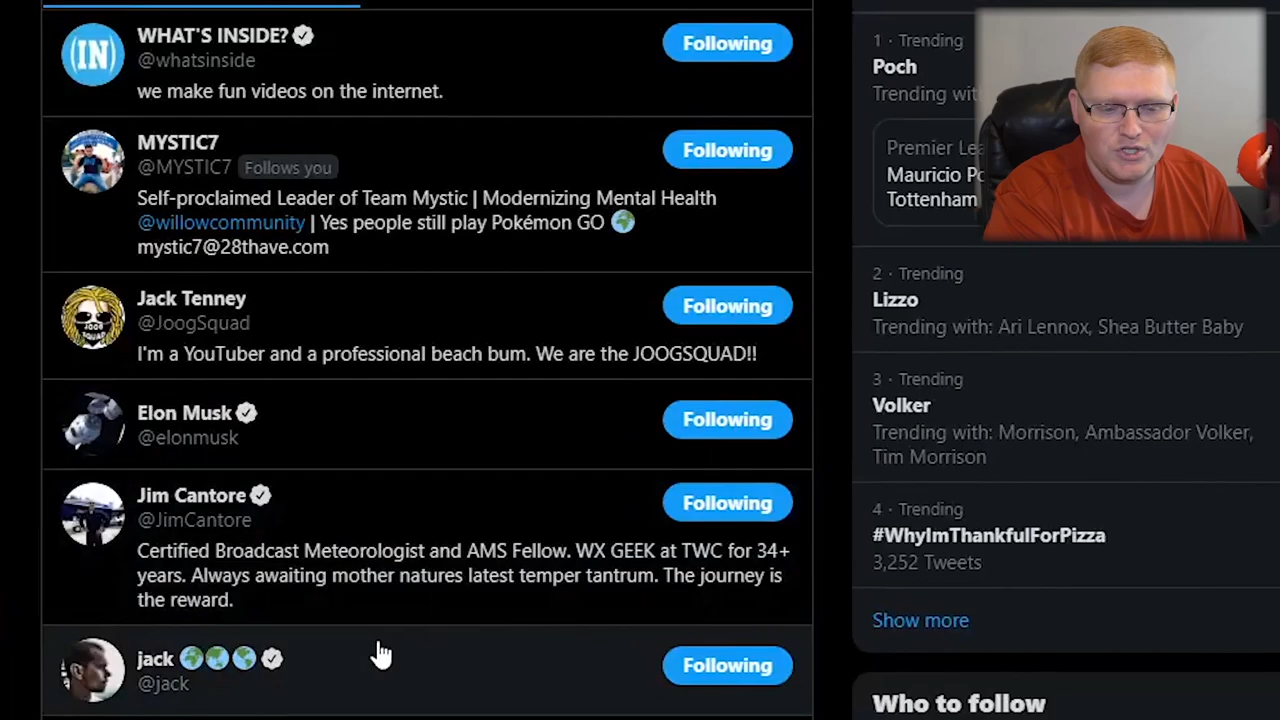 WHAT'S INSIDE?
@whatsinside
we make fun videos on the internet.
Following
(IN)
MYSTIC7
@MYSTIC7 Follows you
Self-proclaimed Leader of Team Mystic | Modernizing Mental Health
@willowcommunity | Yes people still play Pokémon GO
mystic7@28thave.com
Following
Jack Tenney
@JoogSquad
I'm a YouTuber and a professional beach bum. We are the JOOGSQUAD!!
Following
JOOG
SQUAD
Elon Musk
@elonmusk
Following
Jim Cantore
@JimCantore
Certified Broadcast Meteorologist and AMS Fellow. WX GEEK at TWC for 34+
years. Always awaiting mother natures latest temper tantrum. The journey is
the reward.
Following
jack
@jack
Following
1 · Trending
Poch
Trending
Premier
Mauricio
Tottenham
2 · Trending
Lizzo
Trending with: Ari Lennox, Shea Butter Baby
3 · Trending
Volker
Trending with: Morrison, Ambassador Volker,
Tim Morrison
4 · Trending
#WhyImThankfulForPizza
3,252 Tweets
Show more
Who to follow